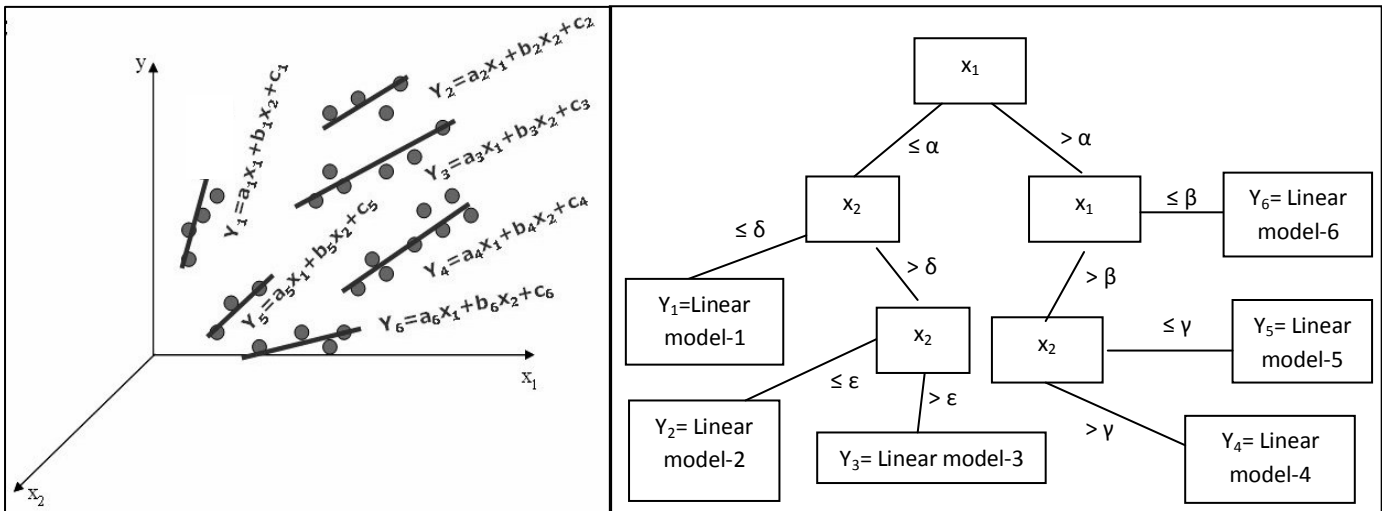 y
Y₁=a₁x₁+b₁x₂+c₁
Y₂=a₂x₁+b₂x₂+c₂
Y₃=a₃x₁+b₃x₂+c₃
Y₄=a₄x₁+b₄x₂+c₄
Y₅=a₅x₁+b₅x₂+c₅
Y₆=a₆x₁+b₆x₂+c₆
x₁
x₂
x₁
≤ α
> α
x₂
x₁
≤ β
Y₆= Linear
model-6
≤ δ
> δ
> β
Y₁=Linear
model-1
x₂
x₂
≤ γ
Y₅= Linear
model-5
≤ ε
> ε
> γ
Y₂= Linear
model-2
Y₃= Linear model-3
Y₄= Linear
model-4